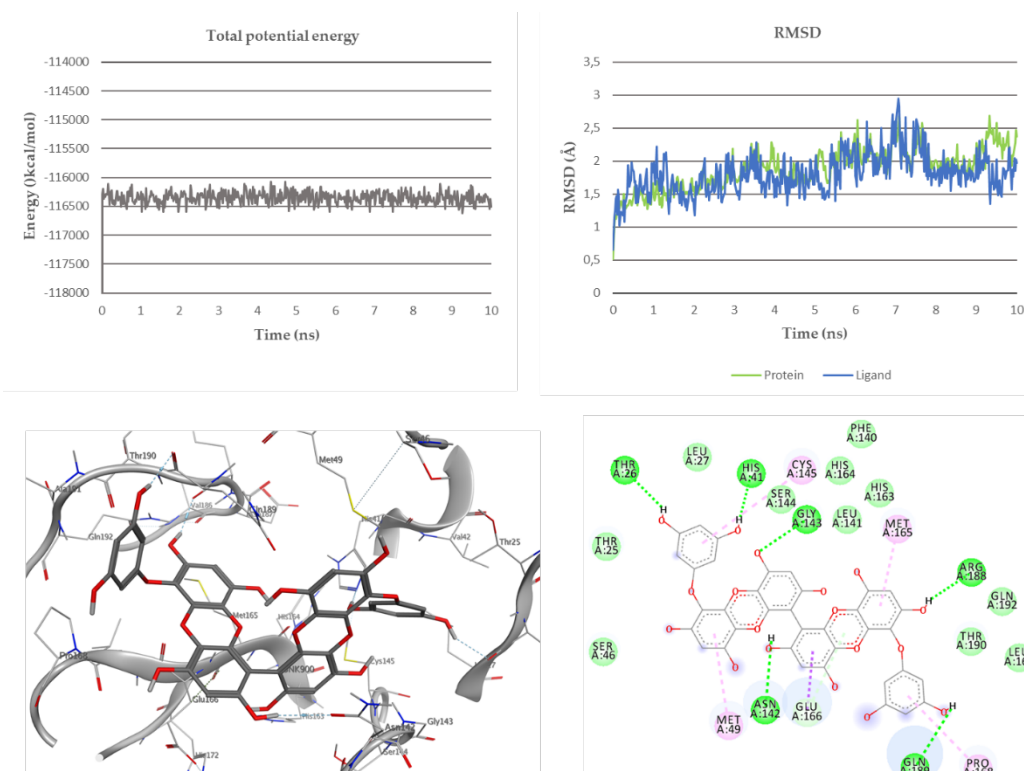 Total potential energy
-114000
-114500
-115000
-115500
-116000
-116500
-117000
-117500
-118000
Energy ()kcal/mol)
0 1 2 3 4 5 6 7 8 9 10
Time (ns)
RMSD
3,5
3
2,5
2
1,5
1
0,5
0
RMSD (Å)
0 1 2 3 4 5 6 7 8 9 10
Time (ns)
Protein Ligand
Thr190
Met49
Val186
Gln192
Val42
Thr25
Met165
Cys145
Glu166
Gly143
Asn142
Ser144
PHE
A:140
LEU
A:27
THR
A:26
HIS
A:41
CYS
A:145
HIS
A:164
SER
A:144
HIS
A:163
GLY
A:143
LEU
A:141
MET
A:165
THR
A:25
ARG
A:188
GLN
A:192
THR
A:190
SER
A:46
ASN
A:142
GLU
A:166
MET
A:49
GLN
A:189
PRO
H
H
O
O
H
H
H